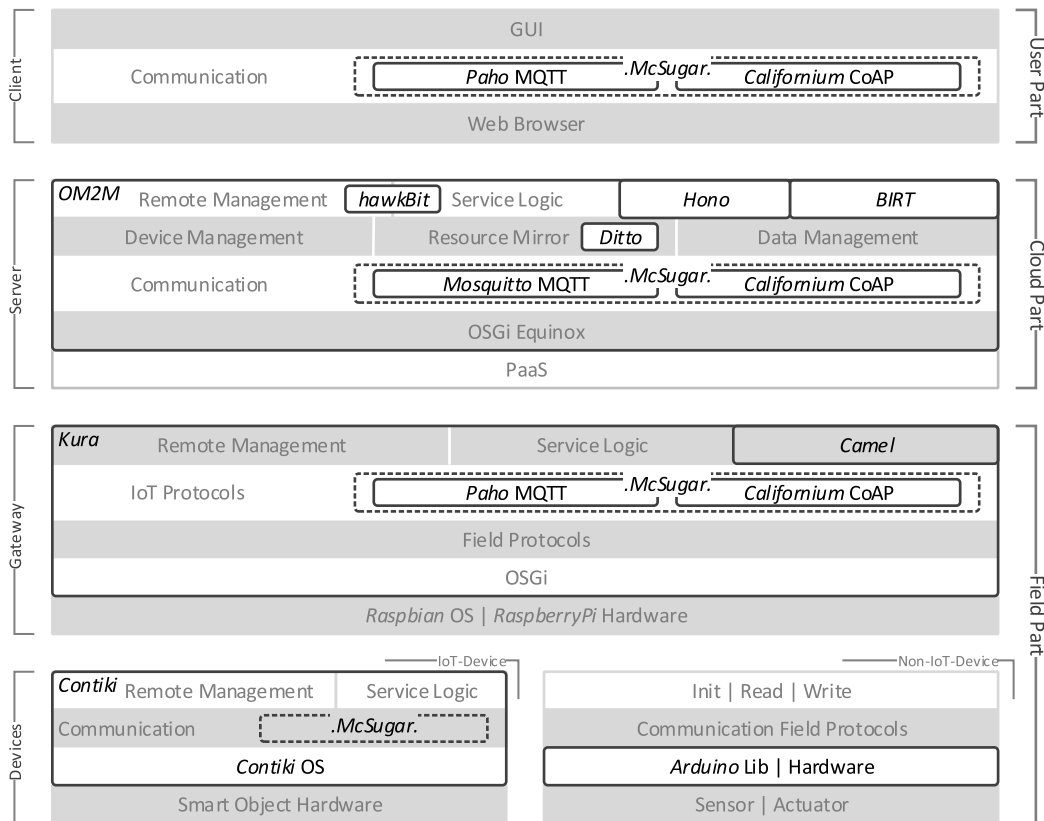 Client
User Part
GUI
Communication
Paho MQTT
.McSugar.
Californium CoAP
Web Browser
Server
Cloud Part
OM2M
Remote Management
hawkBit
Service Logic
Hono
BIRT
Device Management
Resource Mirror
Ditto
Data Management
Communication
Mosquitto MQTT
.McSugar.
Californium CoAP
OSGi Equinox
PaaS
Gateway
Field Part
Kura
Remote Management
Service Logic
Camel
IoT Protocols
Paho MQTT
.McSugar.
Californium CoAP
Field Protocols
OSGi
Raspbian OS | RaspberryPi Hardware
Devices
IoT-Device
Contiki
Remote Management
Service Logic
Communication
.McSugar.
Contiki OS
Smart Object Hardware
Non-IoT-Device
Init | Read | Write
Communication Field Protocols
Arduino Lib | Hardware
Sensor | Actuator